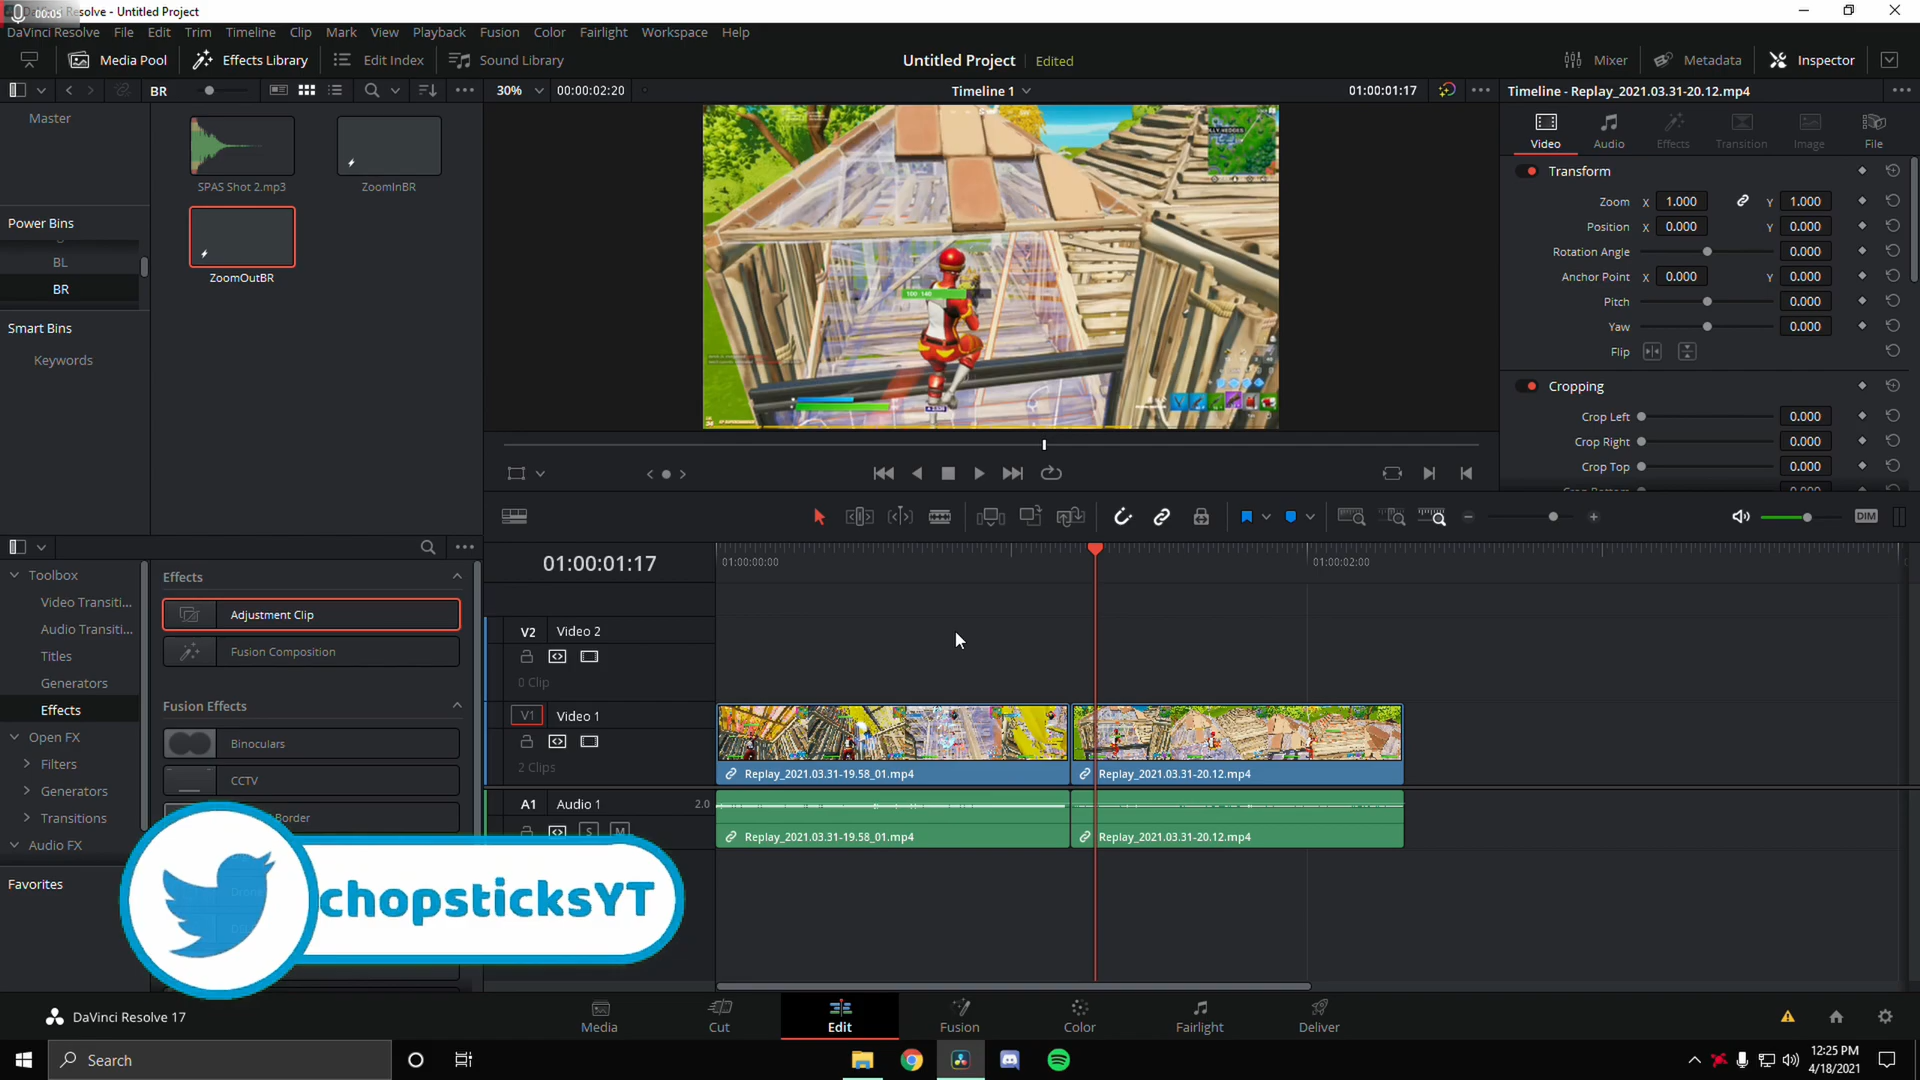 00:05
Resolve - Untitled Project
DaVinci Resolve File Edit Trim Timeline Clip Mark View Playback Fusion Color Fairlight Workspace Help
Media Pool Effects Library Edit Index Sound Library Untitled Project Edited Mixer Metadata Inspector
BR 30% 00:00:02:20 Timeline 1 01:00:01:17 Timeline - Replay_2021.03.31-20.12.mp4
Master
SPAS Shot 2.mp3 ZoomInBR
Power Bins
BL
BR
ZoomOutBR
Smart Bins
Keywords
Video Audio Effects Transition Image File
Transform
Zoom X 1.000 Y 1.000
Position X 0.000 Y 0.000
Rotation Angle 0.000
Anchor Point X 0.000 Y 0.000
Pitch 0.000
Yaw 0.000
Flip
Cropping
Crop Left 0.000
Crop Right 0.000
Crop Top 0.000
DIM
Toolbox
Video Transiti...
Audio Transiti...
Titles
Generators
Effects
Open FX
Filters
Generators
Transitions
Audio FX
Favorites
Effects
Adjustment Clip
Fusion Composition
Fusion Effects
Binoculars
CCTV
Border
01:00:01:17 01:00:00:00 01:00:02:00
V2 Video 2
0 Clip
V1 Video 1
2 Clips
Replay_2021.03.31-19.58_01.mp4 Replay_2021.03.31-20.12.mp4
A1 Audio 1 2.0
S M
Replay_2021.03.31-19.58_01.mp4 Replay_2021.03.31-20.12.mp4
chopsticksYT
DaVinci Resolve 17
Media Cut Edit Fusion Color Fairlight Deliver
Search
12:25 PM
4/18/2021